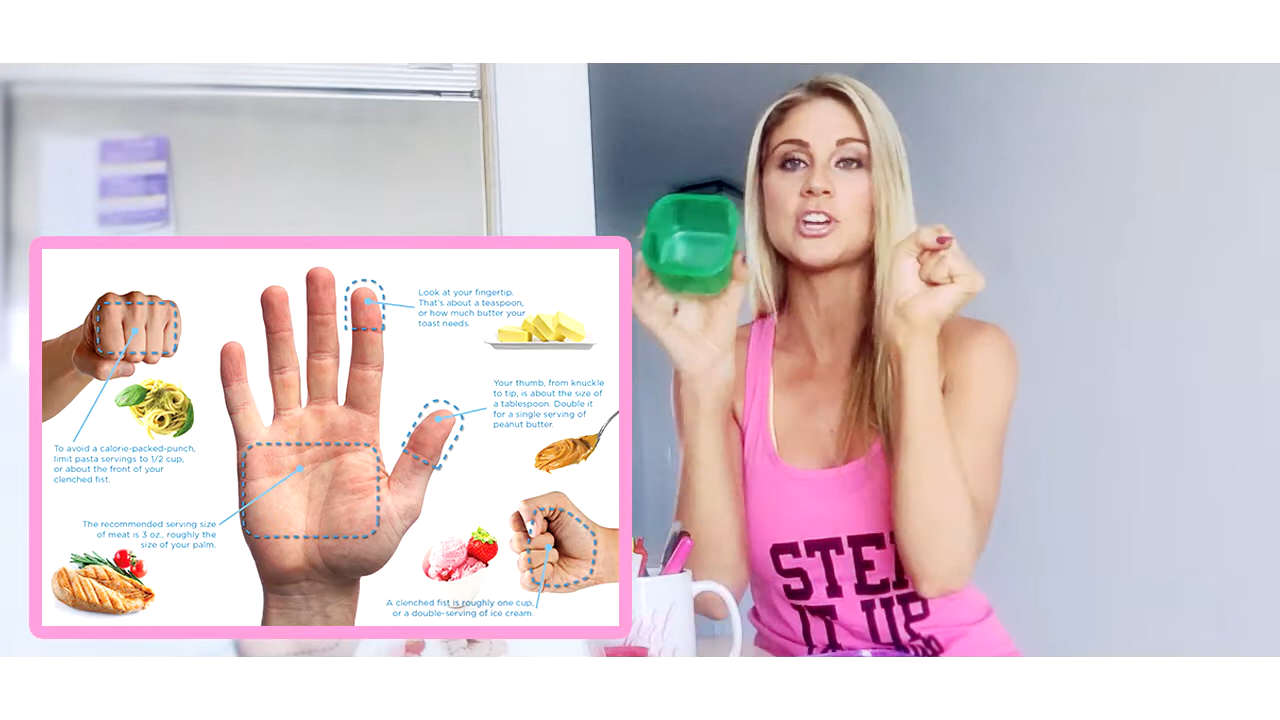 Look at your fingertip.
That's about a teaspoon,
or how much butter your
toast needs.
Your thumb, from knuckle
to tip, is about the size of
a tablespoon. Double it
for a single serving of
peanut butter.
To avoid a calorie-packed-punch,
limit pasta servings to 1/2 cup,
or about the front of your
clenched fist.
The recommended serving size
of meat is 3 oz., roughly the
size of your palm.
A clenched fist is roughly one cup,
or a double-serving of ice cream.
STEP
IT UP